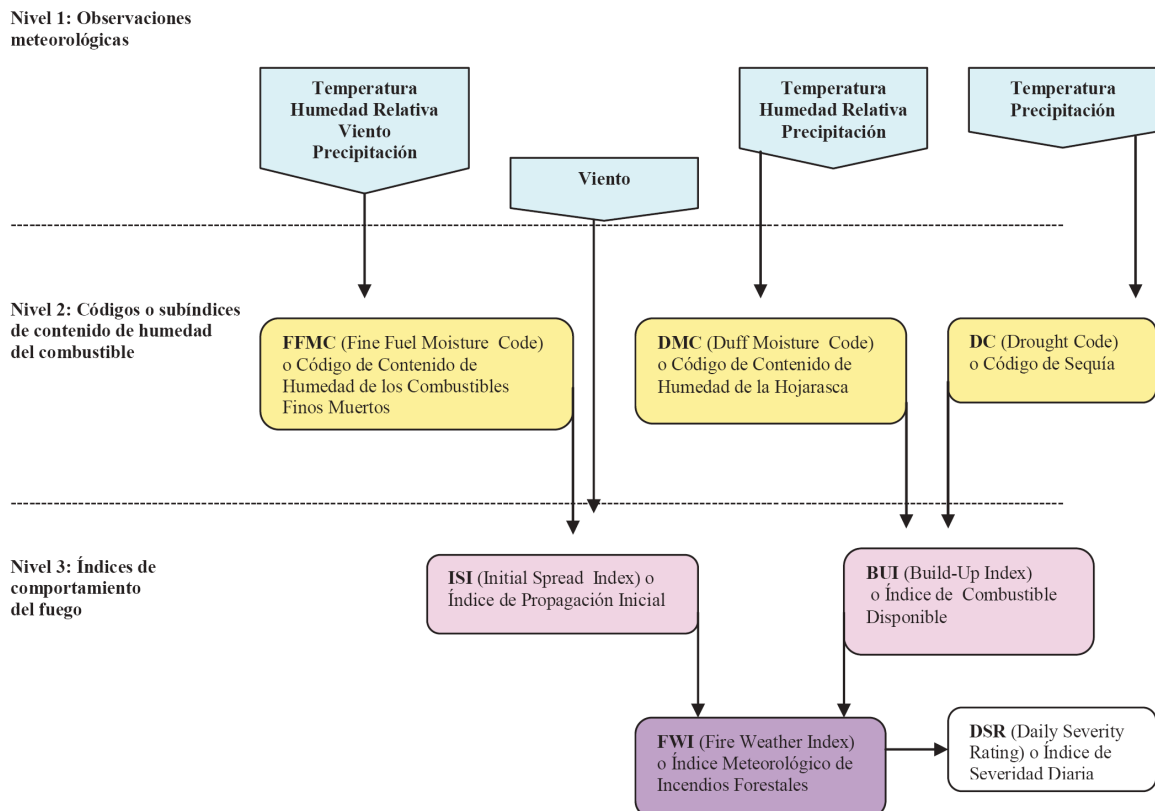 Nivel 1: Observaciones
meteorológicas
Temperatura
Humedad Relativa
Viento
Precipitación
Viento
Temperatura
Humedad Relativa
Precipitación
Temperatura
Precipitación
Nivel 2: Códigos o subíndices
de contenido de humedad
del combustible
FFMC (Fine Fuel Moisture Code)
o Código de Contenido de
Humedad de los Combustibles
Finos Muertos
DMC (Duff Moisture Code)
o Código de Contenido de
Humedad de la Hojarasca
DC (Drought Code)
o Código de Sequía
Nivel 3: Índices de
comportamiento
del fuego
ISI (Initial Spread Index) o
Índice de Propagación Inicial
BUI (Build-Up Index)
o Índice de Combustible
Disponible
FWI (Fire Weather Index)
o Índice Meteorológico de
Incendios Forestales
DSR (Daily Severity
Rating) o Índice de
Severidad Diaria